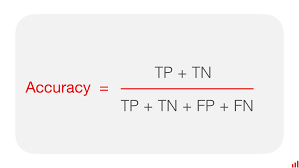 TP + TN
Accuracy =
TP + TN + FP + FN